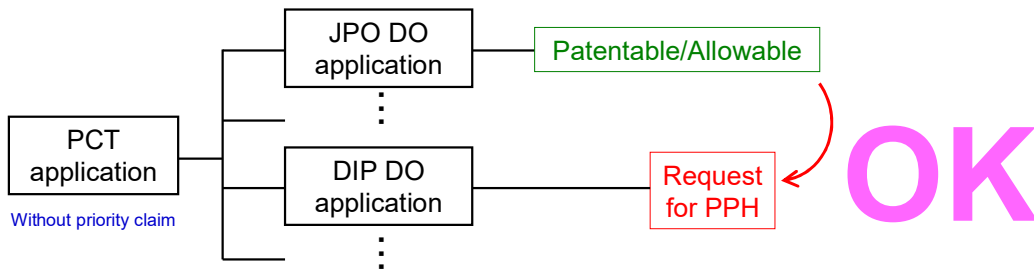 JPO DO
application
Patentable/Allowable
PCT
application
Without priority claim
DIP DO
application
Request
for PPH
OK